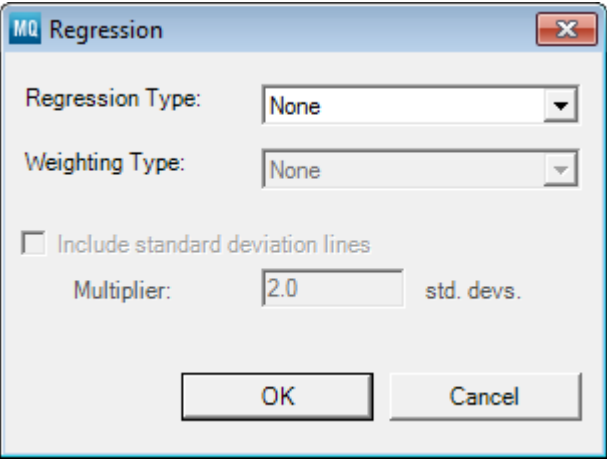 MQ Regression
Regression Type: None
Weighting Type: None
Include standard deviation lines
Multiplier: 2.0 std. devs.
OK Cancel